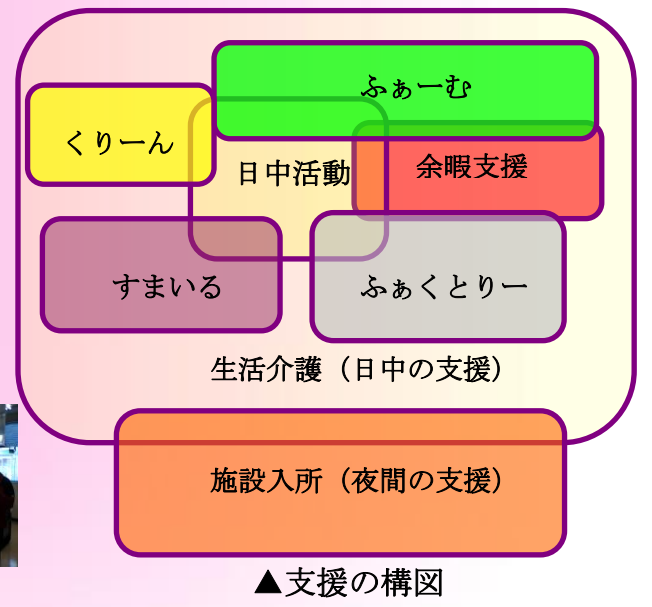 ふぁーむ
くりーん
日中活動
余暇支援
すまいる
ふぁくとりー
生活介護（日中の支援）
施設入所（夜間の支援）
▲支援の構図